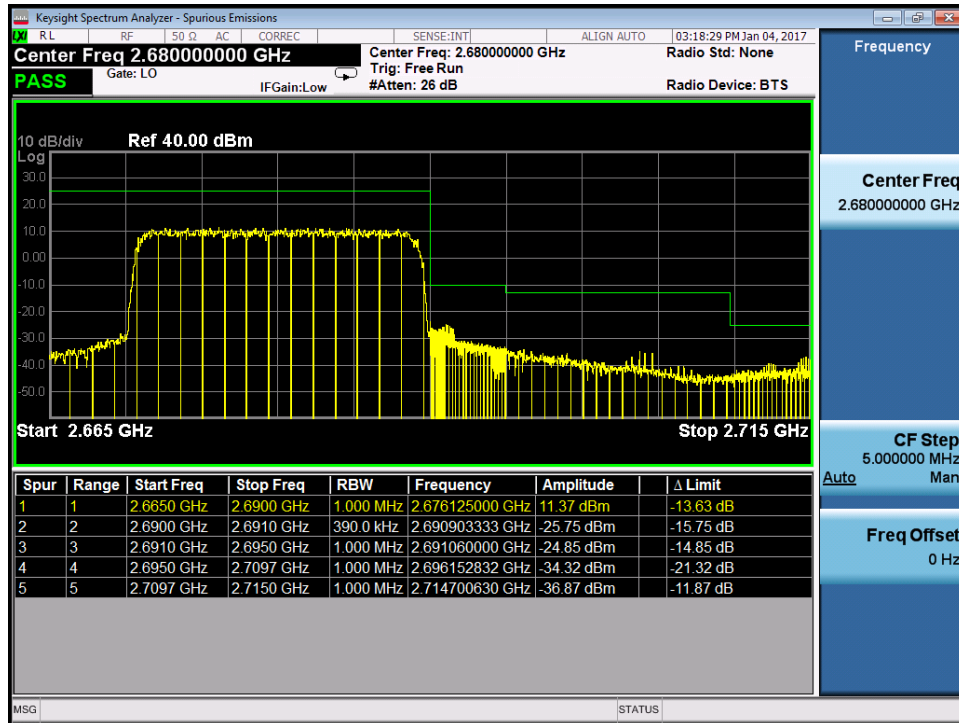 Keysight Spectrum Analyzer - Spurious Emissions
LXI RL RF 50 Ω AC CORREC SENSE:INT ALIGN AUTO 03:18:29 PM Jan 04, 2017
Center Freq 2.680000000 GHz Center Freq: 2.680000000 GHz Radio Std: None
Gate: LO Trig: Free Run
PASS IFGain:Low #Atten: 26 dB Radio Device: BTS
10 dB/div Ref 40.00 dBm
Log
30.0
20.0
10.0
0.00
-10.0
-20.0
-30.0
-40.0
-50.0
Start 2.665 GHz Stop 2.715 GHz
Spur Range Start Freq Stop Freq RBW Frequency Amplitude Δ Limit
1 1 2.6650 GHz 2.6900 GHz 1.000 MHz 2.676125000 GHz 11.37 dBm -13.63 dB
2 2 2.6900 GHz 2.6910 GHz 390.0 kHz 2.690903333 GHz -25.75 dBm -15.75 dB
3 3 2.6910 GHz 2.6950 GHz 1.000 MHz 2.691060000 GHz -24.85 dBm -14.85 dB
4 4 2.6950 GHz 2.7097 GHz 1.000 MHz 2.696152832 GHz -34.32 dBm -21.32 dB
5 5 2.7097 GHz 2.7150 GHz 1.000 MHz 2.714700630 GHz -36.87 dBm -11.87 dB
MSG STATUS
Frequency
Center Freq
2.680000000 GHz
CF Step
5.000000 MHz
Auto Man
Freq Offset
0 Hz